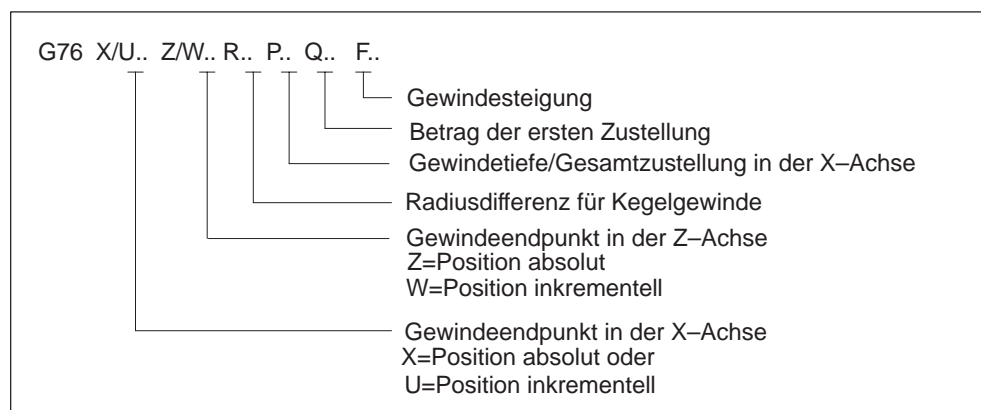 G76 X/U.. Z/W.. R.. P.. Q.. F..
Gewindesteigung
Betrag der ersten Zustellung
Gewindetiefe/Gesamtzustellung in der X–Achse
Radiusdifferenz für Kegelgewinde
Gewindeendpunkt in der Z–Achse
Z=Position absolut
W=Position inkrementell
Gewindeendpunkt in der X–Achse
X=Position absolut oder
U=Position inkrementell